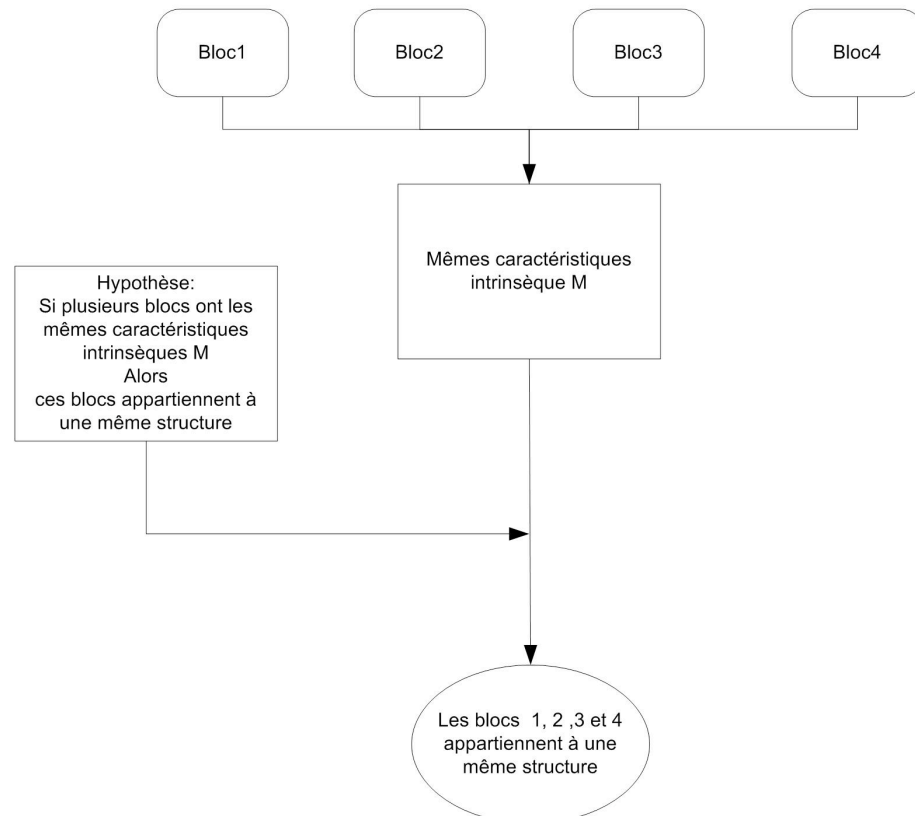 Bloc1
Bloc2
Bloc3
Bloc4
Mêmes caractéristiques
intrinsèque M
Hypothèse:
Si plusieurs blocs ont les
mêmes caractéristiques
intrinsèques M
Alors
ces blocs appartiennent à
une même structure
Les blocs  1, 2 ,3 et 4
appartiennent à une
même structure